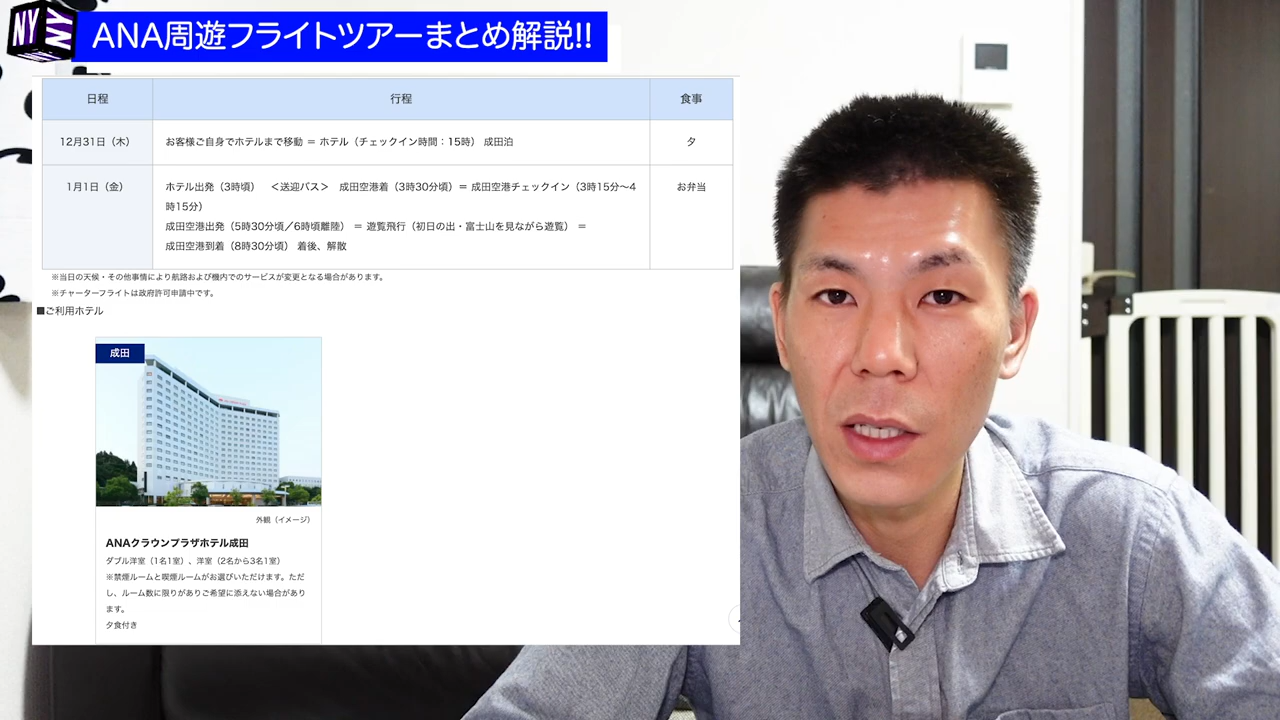 NY
NY
ANA周遊フライトツアーまとめ解説!!
日程 行程 食事
12月31日（木） お客様ご自身でホテルまで移動 ＝ ホテル（チェックイン時間：15時） 成田泊 夕
1月1日（金） ホテル出発（3時頃） ＜送迎バス＞ 成田空港着（3時30分頃）＝ 成田空港チェックイン（3時15分～4 お弁当
時15分）
成田空港出発（5時30分頃／6時頃離陸） ＝ 遊覧飛行（初日の出・富士山を見ながら遊覧） ＝
成田空港到着（8時30分頃） 着後、解散
※当日の天候・その他事情により航路および機内でのサービスが変更となる場合があります。
※チャーターフライトは政府許可申請中です。
■ご利用ホテル
成田
外観（イメージ）
ANAクラウンプラザホテル成田
ダブル洋室（1名1室）、洋室（2名から3名1室）
※禁煙ルームと喫煙ルームがお選びいただけます。ただ
し、ルーム数に限りがありご希望に添えない場合があり
ます。
夕食付き